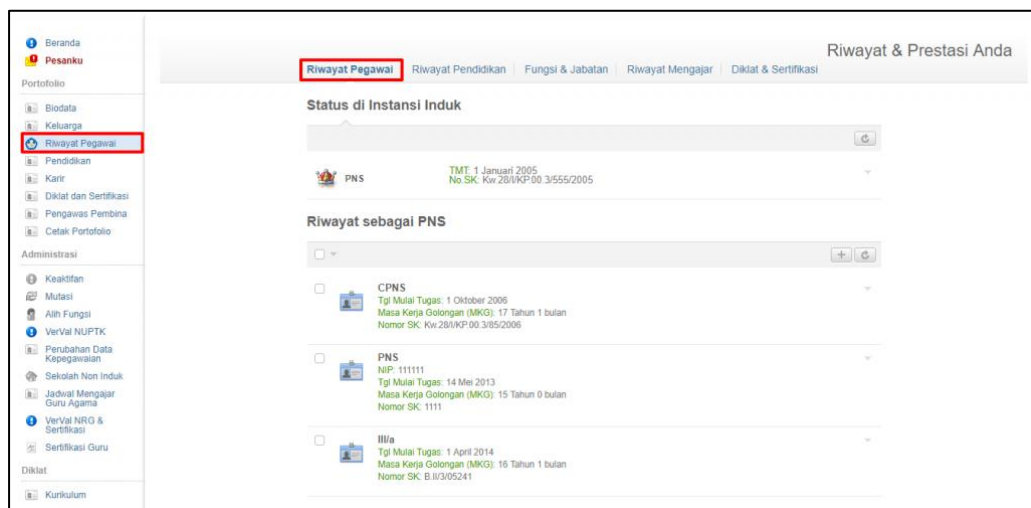 Beranda
Pesanku
Portofolio
Biodata
Keluarga
Riwayat Pegawai
Pendidikan
Karir
Diklat dan Sertifikasi
Pengawas Pembina
Cetak Portofolio
Administrasi
Keaktifan
Mutasi
Alih Fungsi
VerVal NUPTK
Perubahan Data
Kepegawaian
Sekolah Non Induk
Jadwal Mengajar
Guru Agama
VerVal NRG &
Sertifikasi
Sertifikasi Guru
Diklat
Kurikulum
Riwayat & Prestasi Anda
Riwayat Pegawai Riwayat Pendidikan Fungsi & Jabatan Riwayat Mengajar Diklat & Sertifikasi
Status di Instansi Induk
PNS
TMT: 1 Januari 2005
No.SK: Kw.28/I/KP.00.3/555/2005
Riwayat sebagai PNS
CPNS
Tgl Mulai Tugas: 1 Oktober 2006
Masa Kerja Golongan (MKG): 17 Tahun 1 bulan
Nomor SK: Kw.28/I/KP.00.3/85/2006
PNS
NIP: 111111
Tgl Mulai Tugas: 14 Mei 2013
Masa Kerja Golongan (MKG): 15 Tahun 0 bulan
Nomor SK: 1111
III/a
Tgl Mulai Tugas: 1 April 2014
Masa Kerja Golongan (MKG): 16 Tahun 1 bulan
Nomor SK: B.II/3/05241